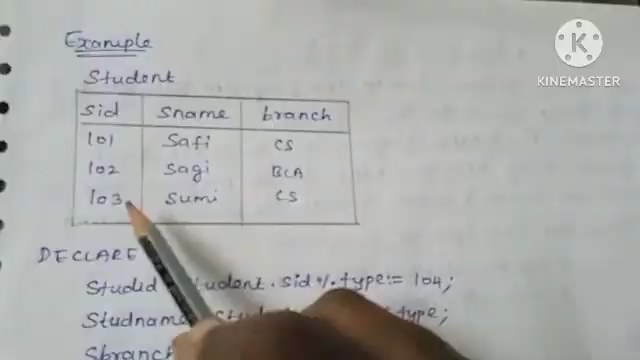 Example
K
KINEMASTER
Student
sid sname branch
101 Safi CS
102 Sagi BCA
103 Sumi CS
DECLARE
Studid student.sid%type:= 104;
Studname type;
Sbranch